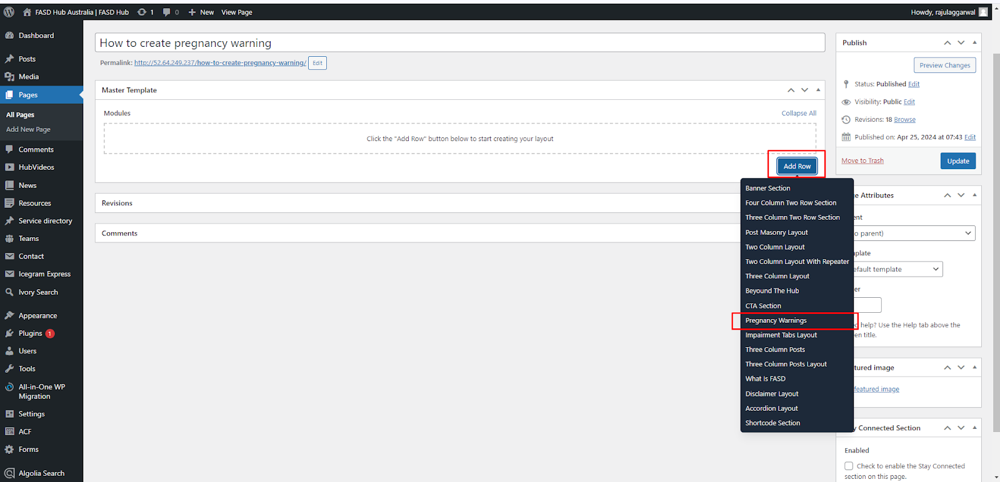 FASD Hub Australia | FASD Hub 1 0 New View Page Howdy, rajulaggarwal
Dashboard
Posts
Media
Pages
All Pages
Add New Page
Comments
HubVideos
News
Resources
Service directory
Teams
Contact
Icegram Express
Ivory Search
Appearance
Plugins 1
Users
Tools
All-in-One WP
Migration
Settings
ACF
Forms
Algolia Search
How to create pregnancy warning
Permalink: http://52.64.249.237/how-to-create-pregnancy-warning/ Edit
Master Template
Modules Collapse All
Click the "Add Row" button below to start creating your layout
Add Row
Banner Section
Four Column Two Row Section
Three Column Two Row Section
Post Masonry Layout
Two Column Layout
Two Column Layout With Repeater
Three Column Layout
Beyound The Hub
CTA Section
Pregnancy Warnings
Impairment Tabs Layout
Three Column Posts
Three Column Posts Layout
What Is FASD
Disclaimer Layout
Accordion Layout
Shortcode Section
Revisions
Comments
Publish
Preview Changes
Status: Published Edit
Visibility: Public Edit
Revisions: 18 Browse
Published on: Apr 25, 2024 at 07:43 Edit
Move to Trash Update
Attributes
parent)
template
help? Use the Help tab above the
title.
image
featured image
Connected Section
Enabled
Check to enable the Stay Connected
section on this page.